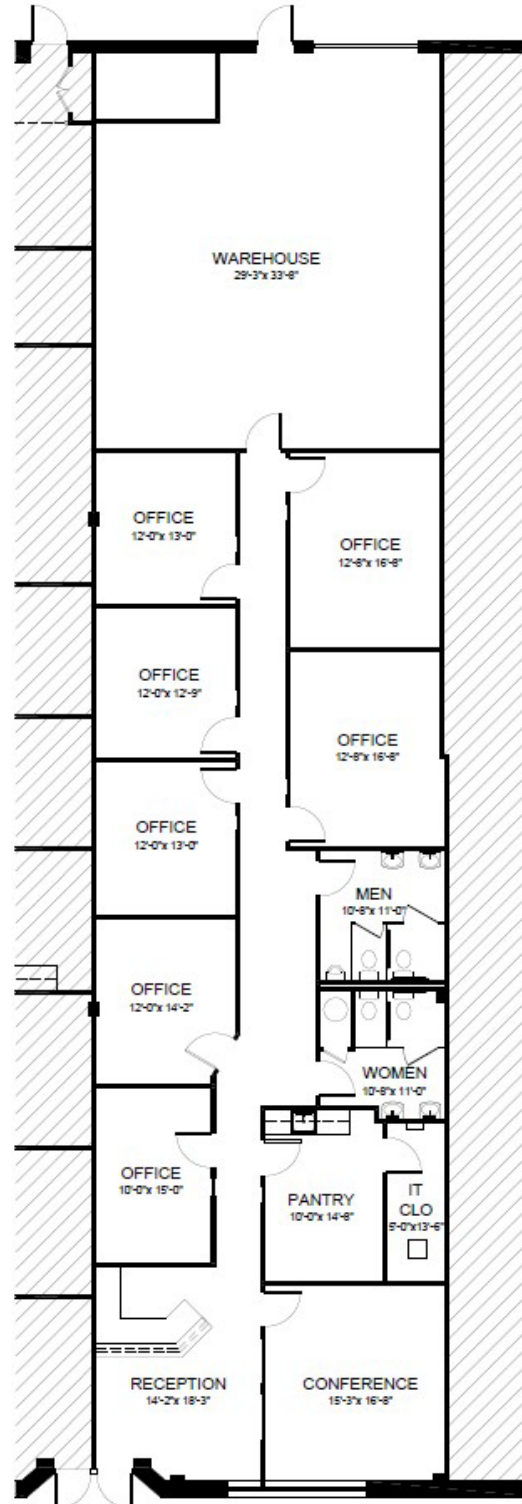 WAREHOUSE
29'-3"x 33'-8"
OFFICE
12'-0"x 13'-0"
OFFICE
12'-8"x 16'-8"
OFFICE
12'-0"x 12'-9"
OFFICE
12'-8"x 16'-8"
OFFICE
12'-0"x 13'-0"
MEN
10'-8"x 11'-0"
OFFICE
12'-0"x 14'-2"
WOMEN
10'-8"x 11'-0"
OFFICE
10'-0"x 15'-0"
PANTRY
10'-0"x 14'-8"
IT
CLO
5'-0"x13'-6"
RECEPTION
14'-2"x 18'-3"
CONFERENCE
15'-3"x 16'-8"